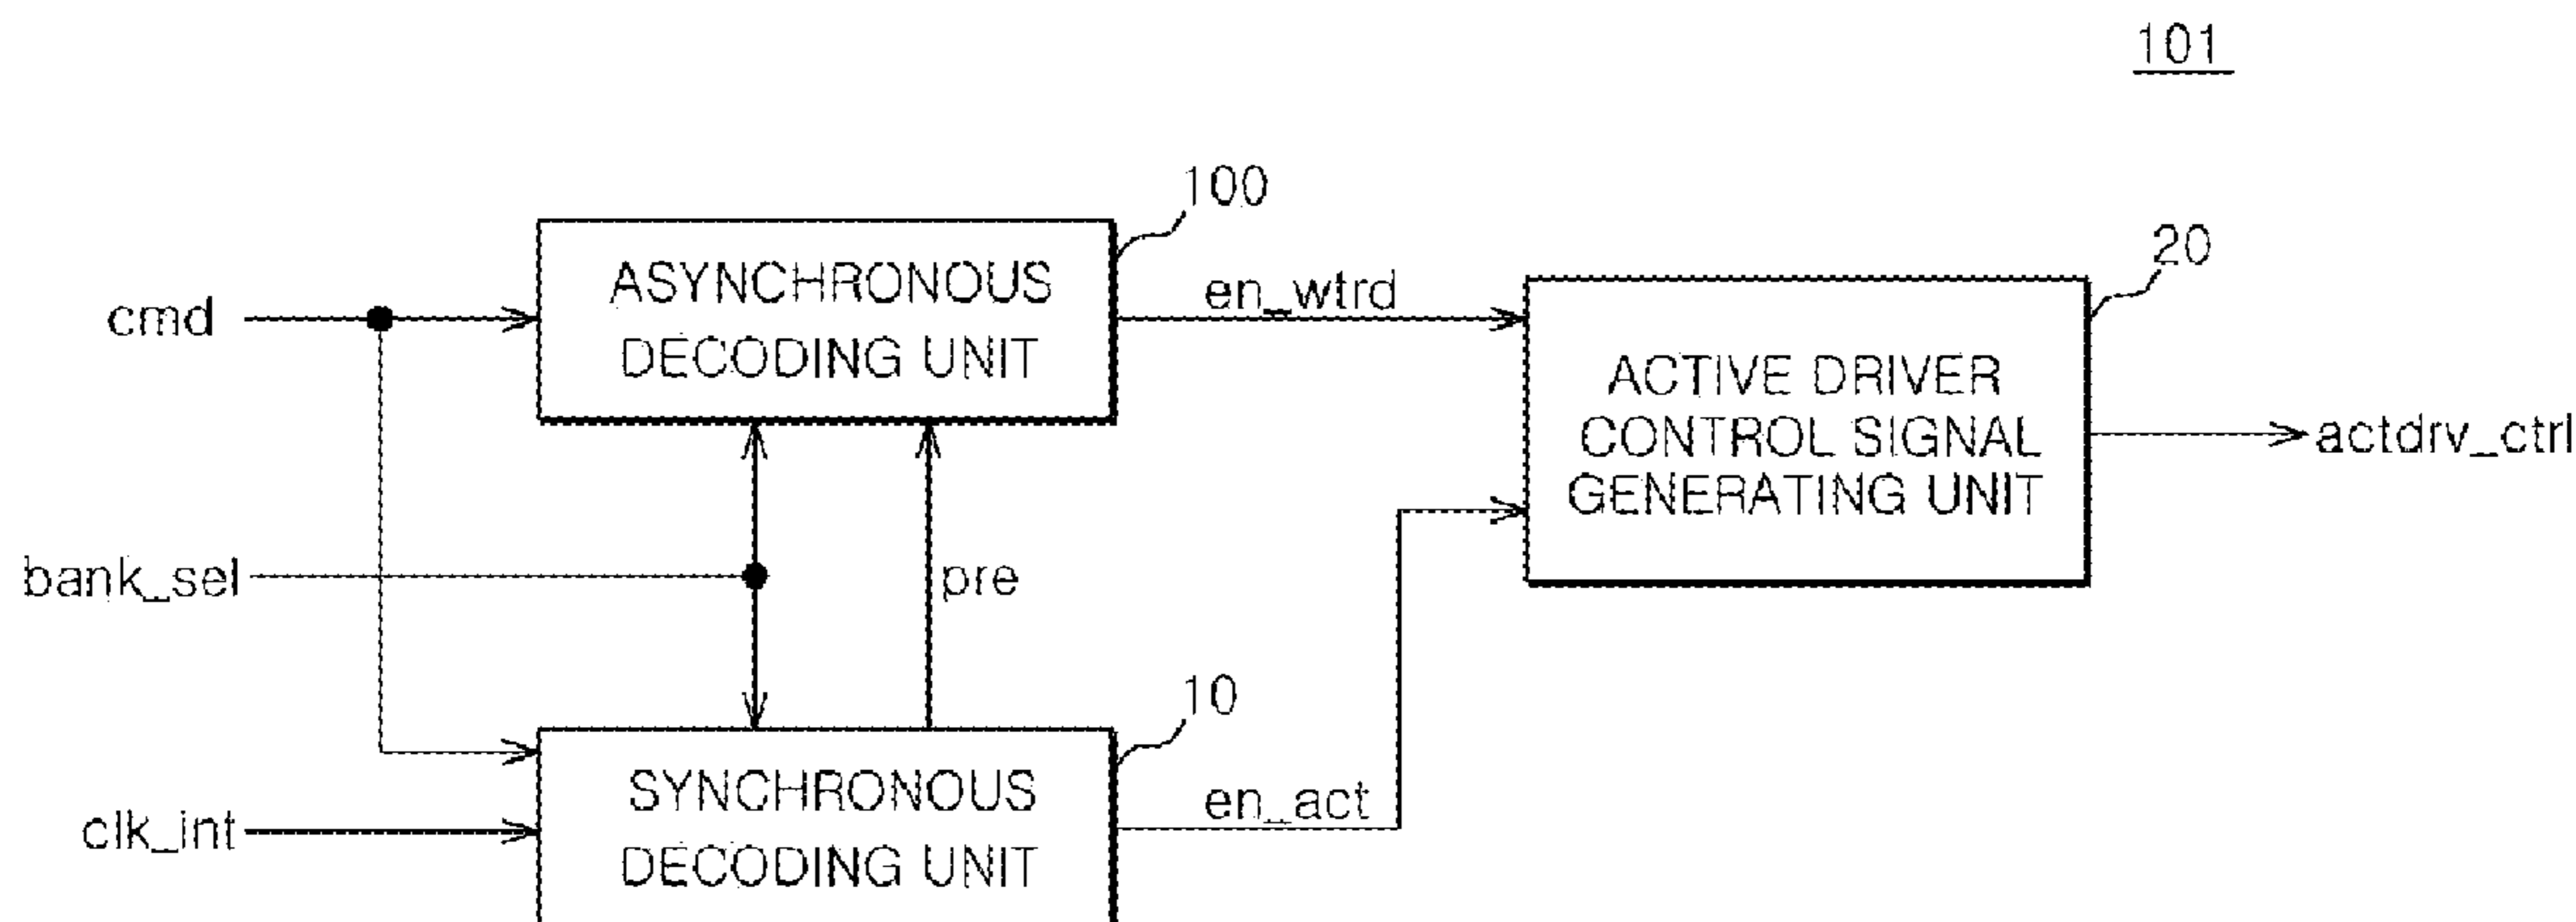 101
100
ASYNCHRONOUS
DECODING UNIT
cmd
en_wtrd
20
ACTIVE DRIVER
CONTROL SIGNAL
GENERATING UNIT
actdrv_ctrl
bank_sel
pre
10
SYNCHRONOUS
DECODING UNIT
clk_int
en_act